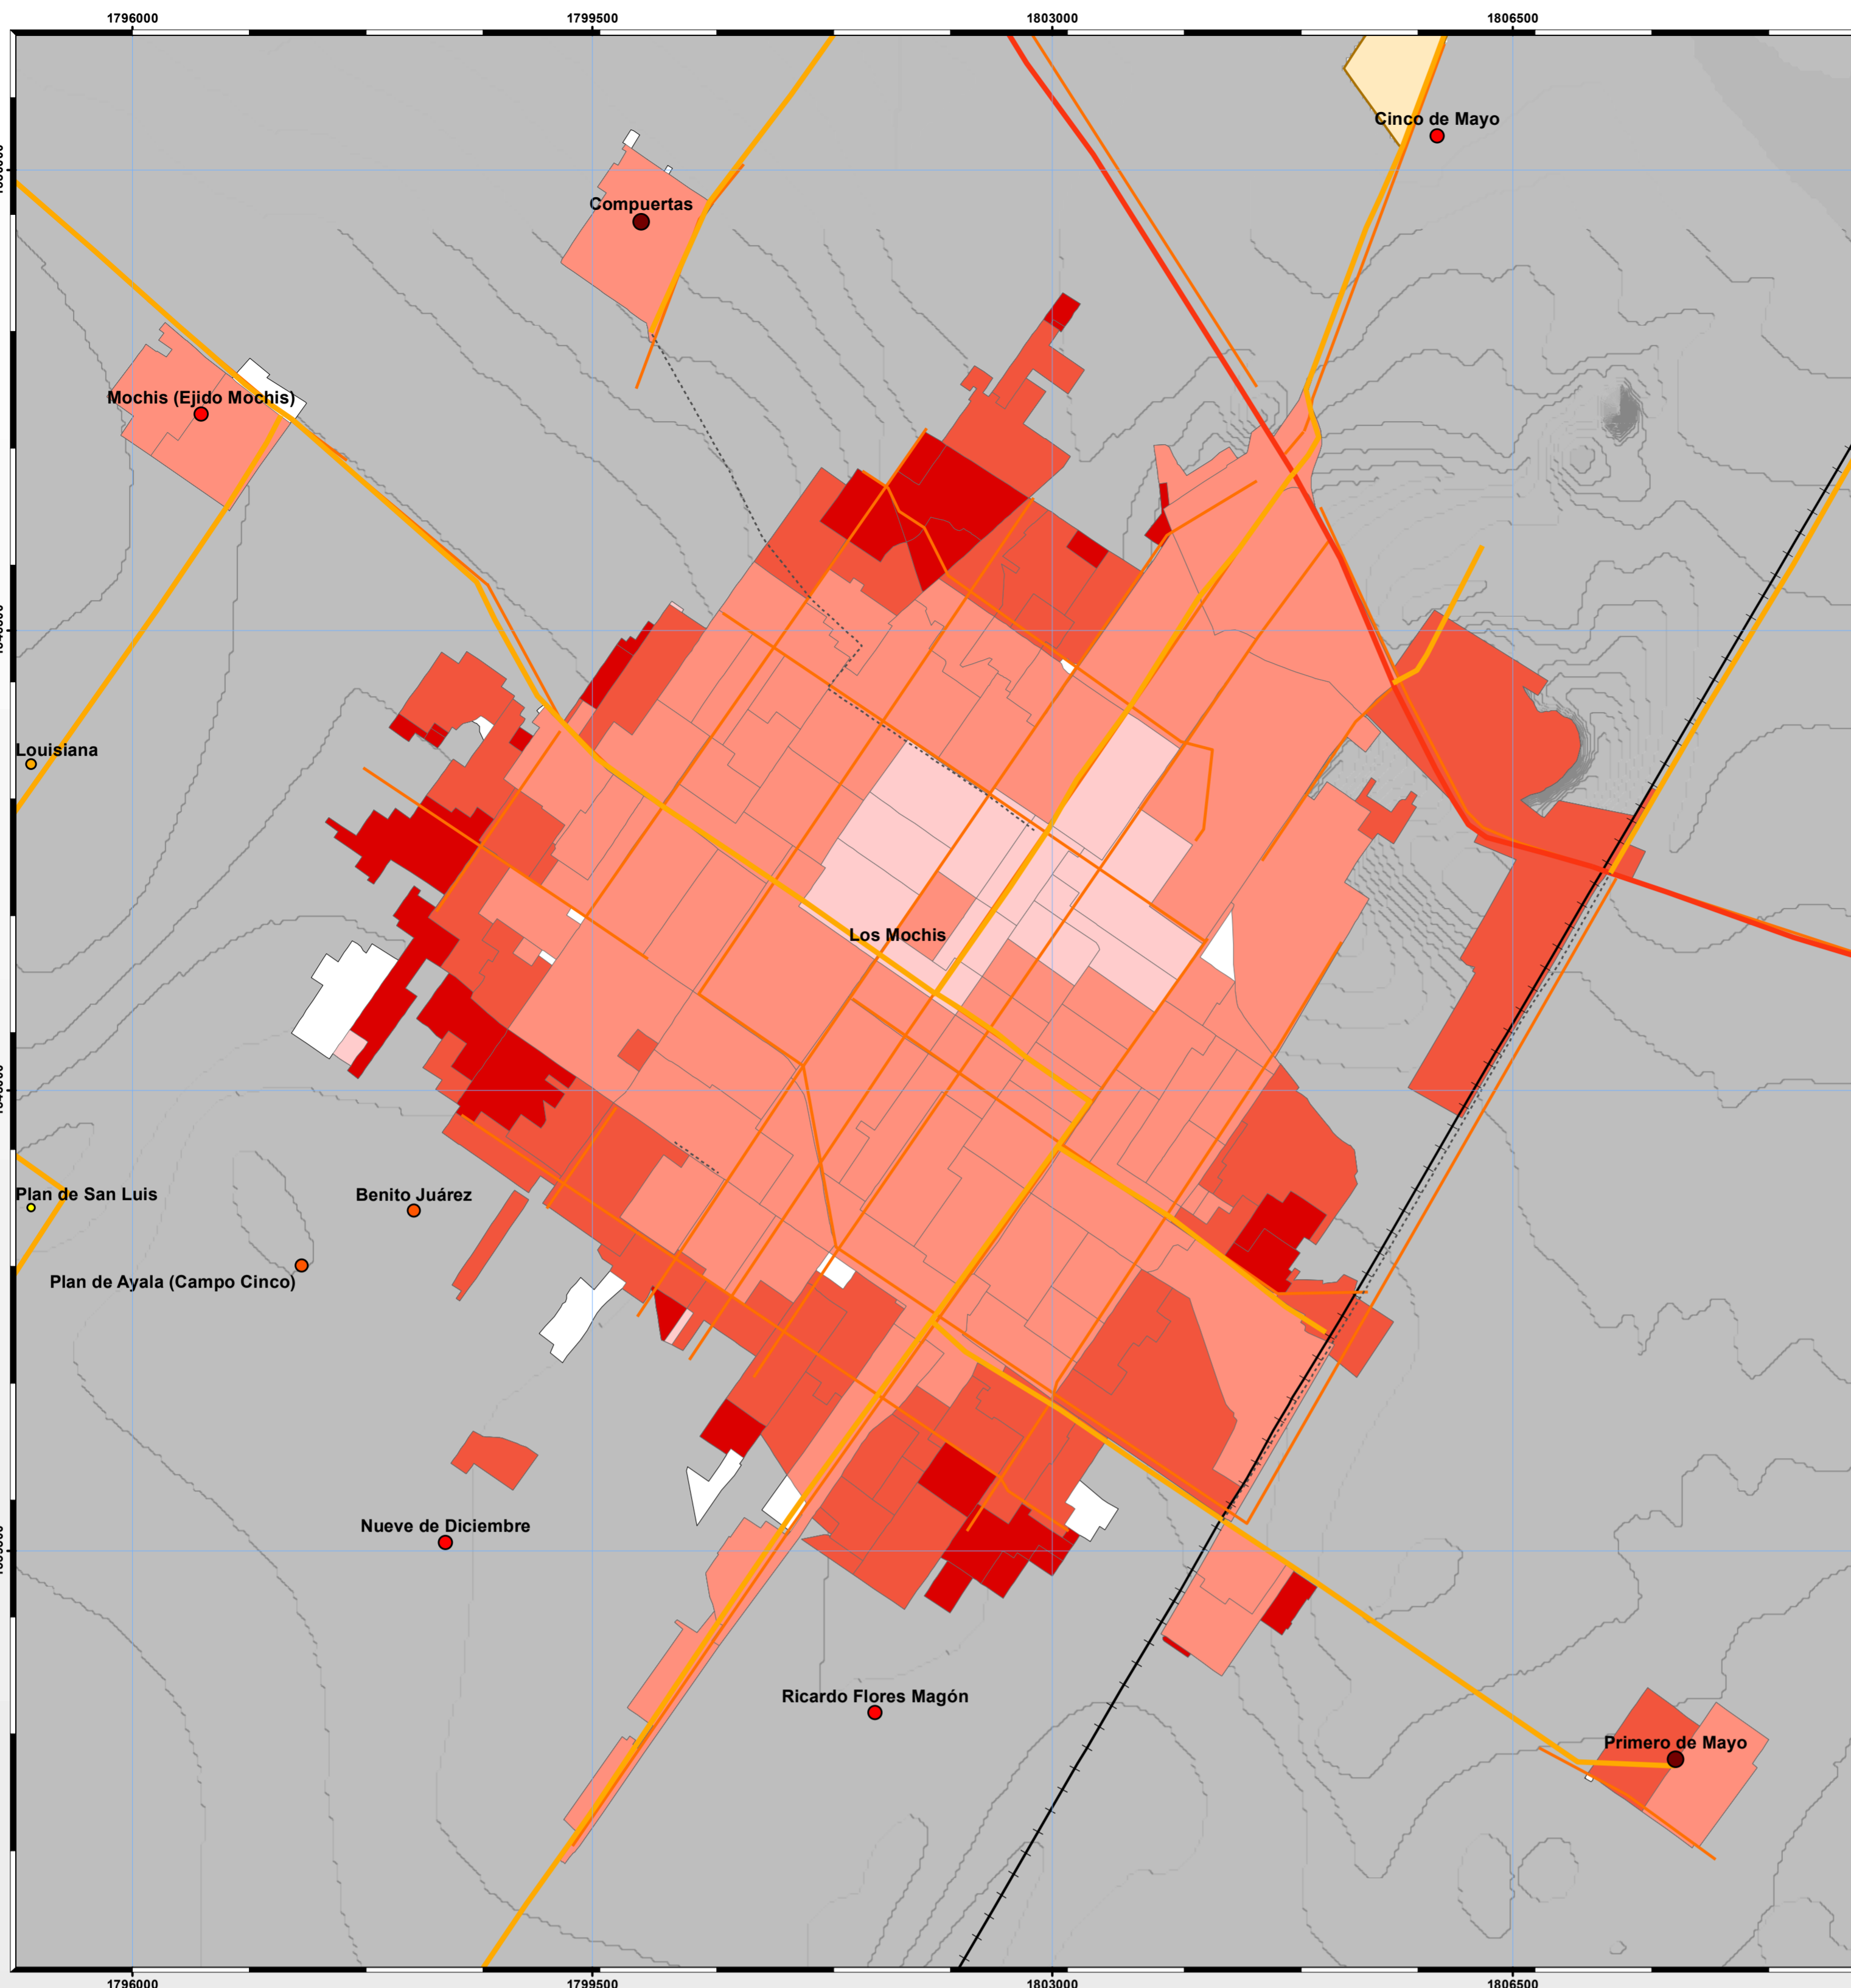 1796000 1799500 1803000 1806500
Cinco de Mayo
Compuertas
Mochis (Ejido Mochis)
Louisiana
Los Mochis
Plan de San Luis
Benito Juárez
Plan de Ayala (Campo Cinco)
Nueve de Diciembre
Ricardo Flores Magón
Primero de Mayo
1796000 1799500 1803000 1806500